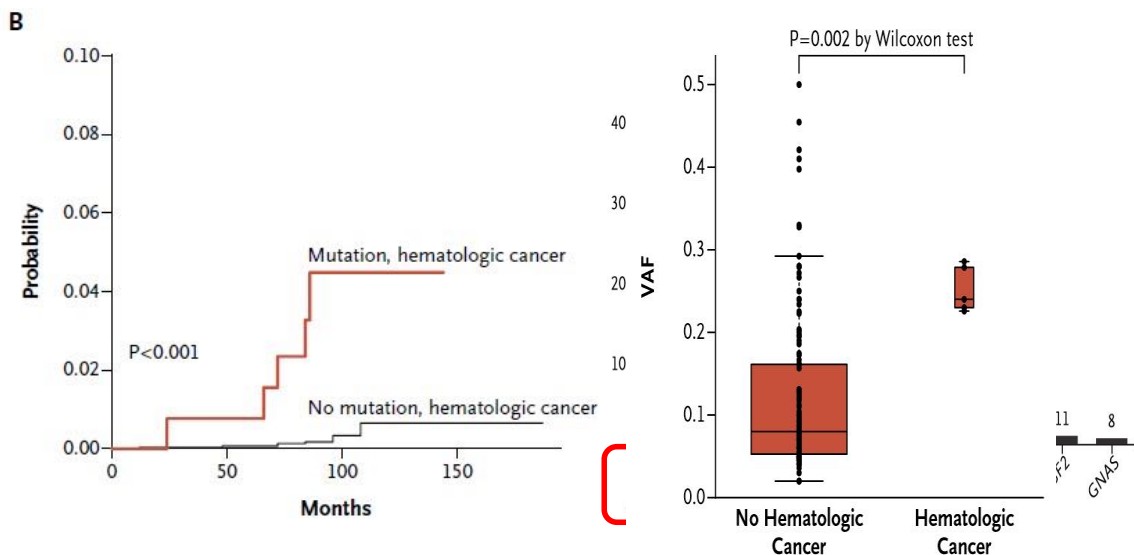 B
0.10
0.08
0.06
0.04
0.02
0.00
Probability
Mutation, hematologic cancer
P<0.001
No mutation, hematologic cancer
0
50
100
150
Months
40
30
20
10
P=0.002 by Wilcoxon test
0.5
0.4
0.3
0.2
0.1
0.0
VAF
No Hematologic
Cancer
Hematologic
Cancer
11
8
GNAS